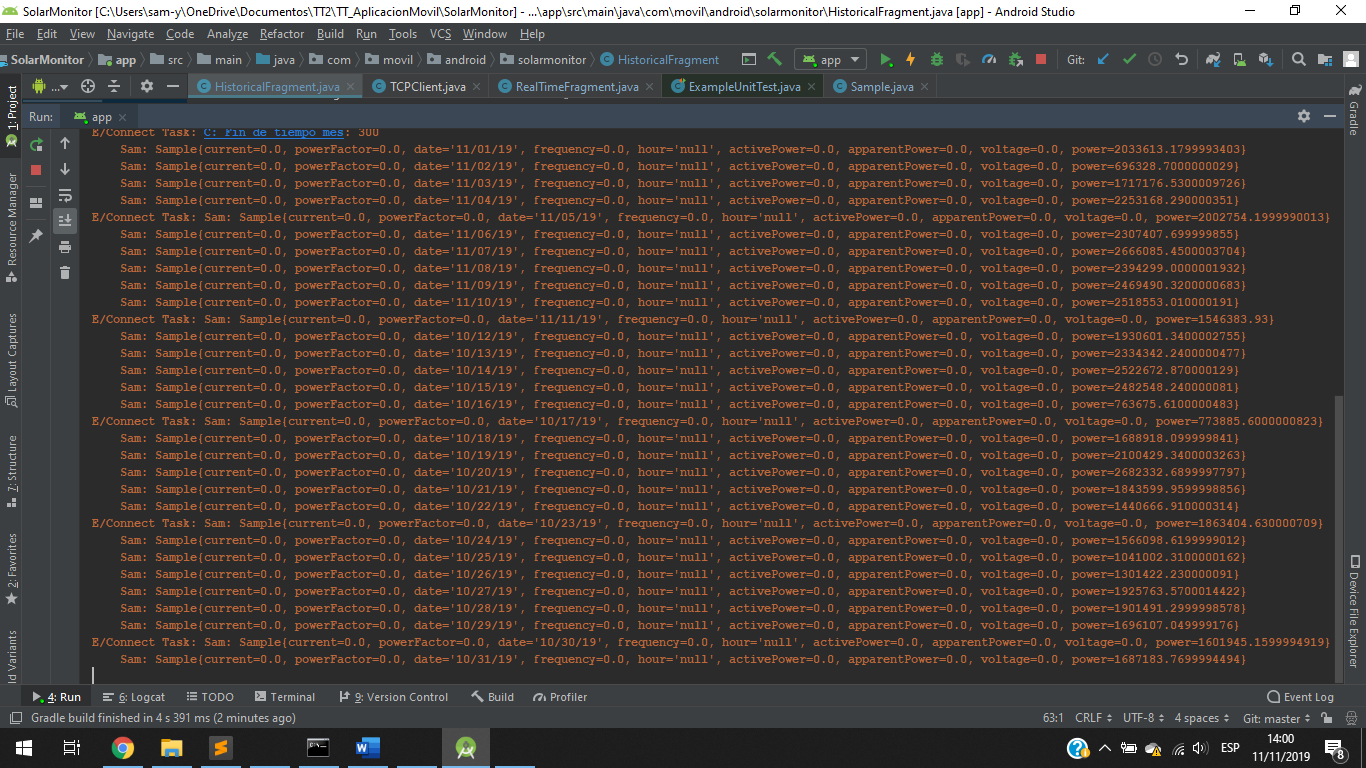 SolarMonitor [C:\Users\sam-y\OneDrive\Documentos\TT2\TT_AplicacionMovil\SolarMonitor] - ...\app\src\main\java\com\movil\android\solarmonitor\HistoricalFragment.java [app] - Android Studio
File Edit View Navigate Code Analyze Refactor Build Run Tools VCS Window Help
SolarMonitor app src main java com movil android solarmonitor HistoricalFragment app Git:
... HistoricalFragment.java TCPClient.java RealTimeFragment.java ExampleUnitTest.java Sample.java
Run: app
E/Connect Task: C: Fin de tiempo mes: 300
Sam: Sample{current=0.0, powerFactor=0.0, date='11/01/19', frequency=0.0, hour='null', activePower=0.0, apparentPower=0.0, voltage=0.0, power=2033613.1799993403}
Sam: Sample{current=0.0, powerFactor=0.0, date='11/02/19', frequency=0.0, hour='null', activePower=0.0, apparentPower=0.0, voltage=0.0, power=696328.7000000029}
Sam: Sample{current=0.0, powerFactor=0.0, date='11/03/19', frequency=0.0, hour='null', activePower=0.0, apparentPower=0.0, voltage=0.0, power=1717176.5300009726}
Sam: Sample{current=0.0, powerFactor=0.0, date='11/04/19', frequency=0.0, hour='null', activePower=0.0, apparentPower=0.0, voltage=0.0, power=2253168.290000351}
E/Connect Task: Sam: Sample{current=0.0, powerFactor=0.0, date='11/05/19', frequency=0.0, hour='null', activePower=0.0, apparentPower=0.0, voltage=0.0, power=2002754.1999990013}
Sam: Sample{current=0.0, powerFactor=0.0, date='11/06/19', frequency=0.0, hour='null', activePower=0.0, apparentPower=0.0, voltage=0.0, power=2307407.699999855}
Sam: Sample{current=0.0, powerFactor=0.0, date='11/07/19', frequency=0.0, hour='null', activePower=0.0, apparentPower=0.0, voltage=0.0, power=2666085.4500003704}
Sam: Sample{current=0.0, powerFactor=0.0, date='11/08/19', frequency=0.0, hour='null', activePower=0.0, apparentPower=0.0, voltage=0.0, power=2394299.0000001932}
Sam: Sample{current=0.0, powerFactor=0.0, date='11/09/19', frequency=0.0, hour='null', activePower=0.0, apparentPower=0.0, voltage=0.0, power=2469490.3200000683}
Sam: Sample{current=0.0, powerFactor=0.0, date='11/10/19', frequency=0.0, hour='null', activePower=0.0, apparentPower=0.0, voltage=0.0, power=2518553.010000191}
E/Connect Task: Sam: Sample{current=0.0, powerFactor=0.0, date='11/11/19', frequency=0.0, hour='null', activePower=0.0, apparentPower=0.0, voltage=0.0, power=1546383.93}
Sam: Sample{current=0.0, powerFactor=0.0, date='10/12/19', frequency=0.0, hour='null', activePower=0.0, apparentPower=0.0, voltage=0.0, power=1930601.3400002755}
Sam: Sample{current=0.0, powerFactor=0.0, date='10/13/19', frequency=0.0, hour='null', activePower=0.0, apparentPower=0.0, voltage=0.0, power=2334342.2400000477}
Sam: Sample{current=0.0, powerFactor=0.0, date='10/14/19', frequency=0.0, hour='null', activePower=0.0, apparentPower=0.0, voltage=0.0, power=2522672.870000129}
Sam: Sample{current=0.0, powerFactor=0.0, date='10/15/19', frequency=0.0, hour='null', activePower=0.0, apparentPower=0.0, voltage=0.0, power=2482548.240000081}
Sam: Sample{current=0.0, powerFactor=0.0, date='10/16/19', frequency=0.0, hour='null', activePower=0.0, apparentPower=0.0, voltage=0.0, power=763675.6100000483}
E/Connect Task: Sam: Sample{current=0.0, powerFactor=0.0, date='10/17/19', frequency=0.0, hour='null', activePower=0.0, apparentPower=0.0, voltage=0.0, power=773885.6000000823}
Sam: Sample{current=0.0, powerFactor=0.0, date='10/18/19', frequency=0.0, hour='null', activePower=0.0, apparentPower=0.0, voltage=0.0, power=1688918.099999841}
Sam: Sample{current=0.0, powerFactor=0.0, date='10/19/19', frequency=0.0, hour='null', activePower=0.0, apparentPower=0.0, voltage=0.0, power=2100429.3400003263}
Sam: Sample{current=0.0, powerFactor=0.0, date='10/20/19', frequency=0.0, hour='null', activePower=0.0, apparentPower=0.0, voltage=0.0, power=2682332.6899997797}
Sam: Sample{current=0.0, powerFactor=0.0, date='10/21/19', frequency=0.0, hour='null', activePower=0.0, apparentPower=0.0, voltage=0.0, power=1843599.9599998856}
Sam: Sample{current=0.0, powerFactor=0.0, date='10/22/19', frequency=0.0, hour='null', activePower=0.0, apparentPower=0.0, voltage=0.0, power=1440666.910000314}
E/Connect Task: Sam: Sample{current=0.0, powerFactor=0.0, date='10/23/19', frequency=0.0, hour='null', activePower=0.0, apparentPower=0.0, voltage=0.0, power=1863404.630000709}
Sam: Sample{current=0.0, powerFactor=0.0, date='10/24/19', frequency=0.0, hour='null', activePower=0.0, apparentPower=0.0, voltage=0.0, power=1566098.6199999012}
Sam: Sample{current=0.0, powerFactor=0.0, date='10/25/19', frequency=0.0, hour='null', activePower=0.0, apparentPower=0.0, voltage=0.0, power=1041002.3100000162}
Sam: Sample{current=0.0, powerFactor=0.0, date='10/26/19', frequency=0.0, hour='null', activePower=0.0, apparentPower=0.0, voltage=0.0, power=1301422.230000091}
Sam: Sample{current=0.0, powerFactor=0.0, date='10/27/19', frequency=0.0, hour='null', activePower=0.0, apparentPower=0.0, voltage=0.0, power=1925763.5700014422}
Sam: Sample{current=0.0, powerFactor=0.0, date='10/28/19', frequency=0.0, hour='null', activePower=0.0, apparentPower=0.0, voltage=0.0, power=1901491.2999998578}
Sam: Sample{current=0.0, powerFactor=0.0, date='10/29/19', frequency=0.0, hour='null', activePower=0.0, apparentPower=0.0, voltage=0.0, power=1696107.049999176}
E/Connect Task: Sam: Sample{current=0.0, powerFactor=0.0, date='10/30/19', frequency=0.0, hour='null', activePower=0.0, apparentPower=0.0, voltage=0.0, power=1601945.1599994919}
Sam: Sample{current=0.0, powerFactor=0.0, date='10/31/19', frequency=0.0, hour='null', activePower=0.0, apparentPower=0.0, voltage=0.0, power=1687183.7699994494}
1: Project
Resource Manager
Layout Captures
7: Structure
2: Favorites
ld Variants
Gradle
Device File Explorer
4: Run 6: Logcat TODO Terminal 9: Version Control Build Profiler Event Log
Gradle build finished in 4 s 391 ms (2 minutes ago) 63:1 CRLF UTF-8 4 spaces Git: master
ESP 14:00
11/11/2019 8